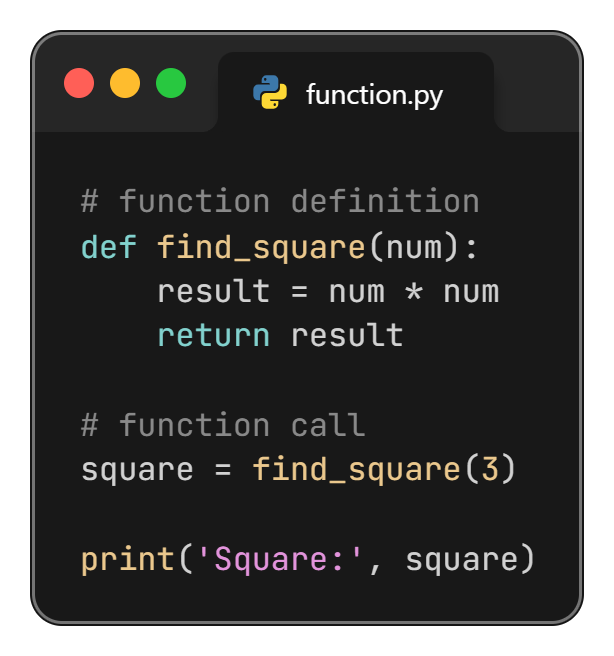 function.py
# function definition
def find_square(num):
    result = num * num
    return result
# function call
square = find_square(3)
print('Square:', square)